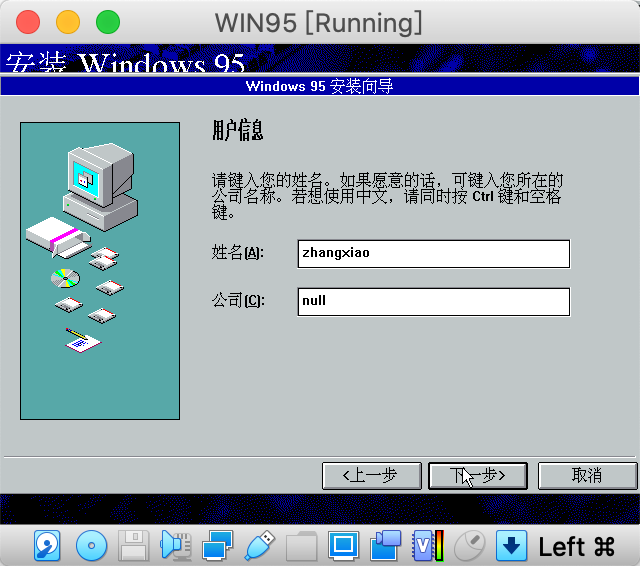 WIN95 [Running]
安装 Windows 95
Windows 95 安装向导
用户信息
请键入您的姓名。如果愿意的话，可键入您所在的
公司名称。若想使用中文，请同时按 Ctrl 键和空格
键。
姓名(A): zhangxiao
公司(C): null
<上一步 下一步> 取消
V Left ⌘